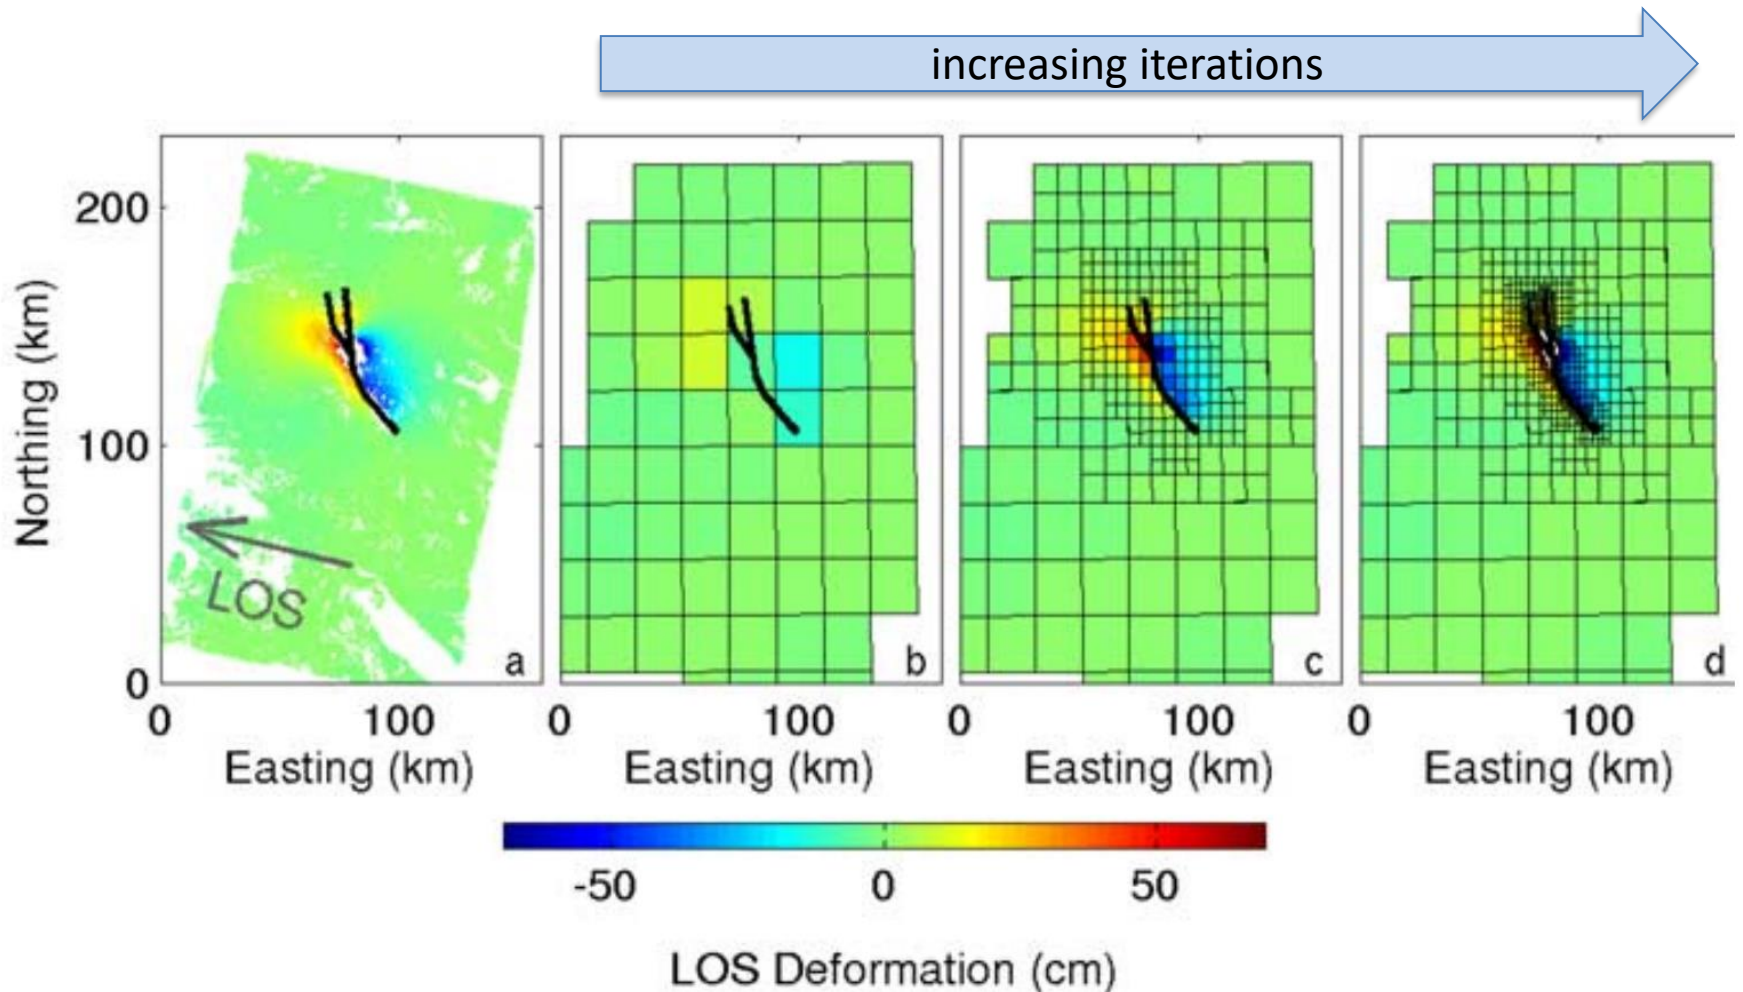 increasing iterations
Northing (km)
200
100
0
LOS
a
b
c
d
0 100
0 100
0 100
0 100
Easting (km)
Easting (km)
Easting (km)
Easting (km)
-50 0 50
LOS Deformation (cm)